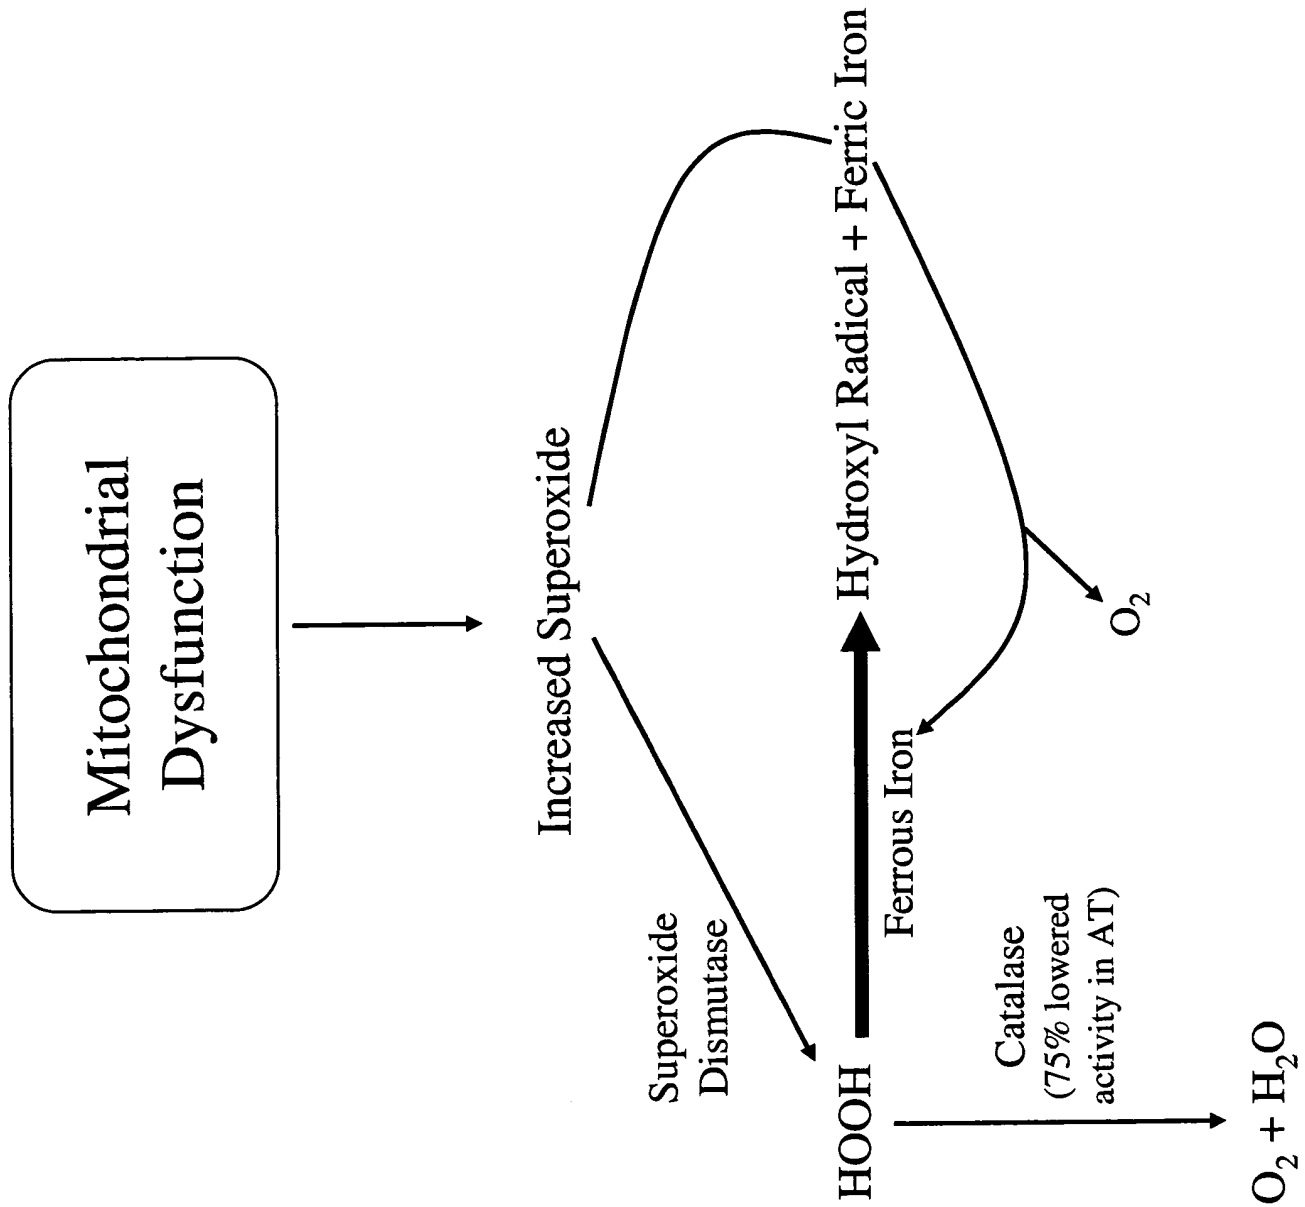 Mitochondrial
Dysfunction
Increased Superoxide
Superoxide
Dismutase
HOOH
Hydroxyl Radical + Ferric Iron
Ferrous Iron
Catalase
(75% lowered
activity in AT)
O₂
O₂ + H₂O